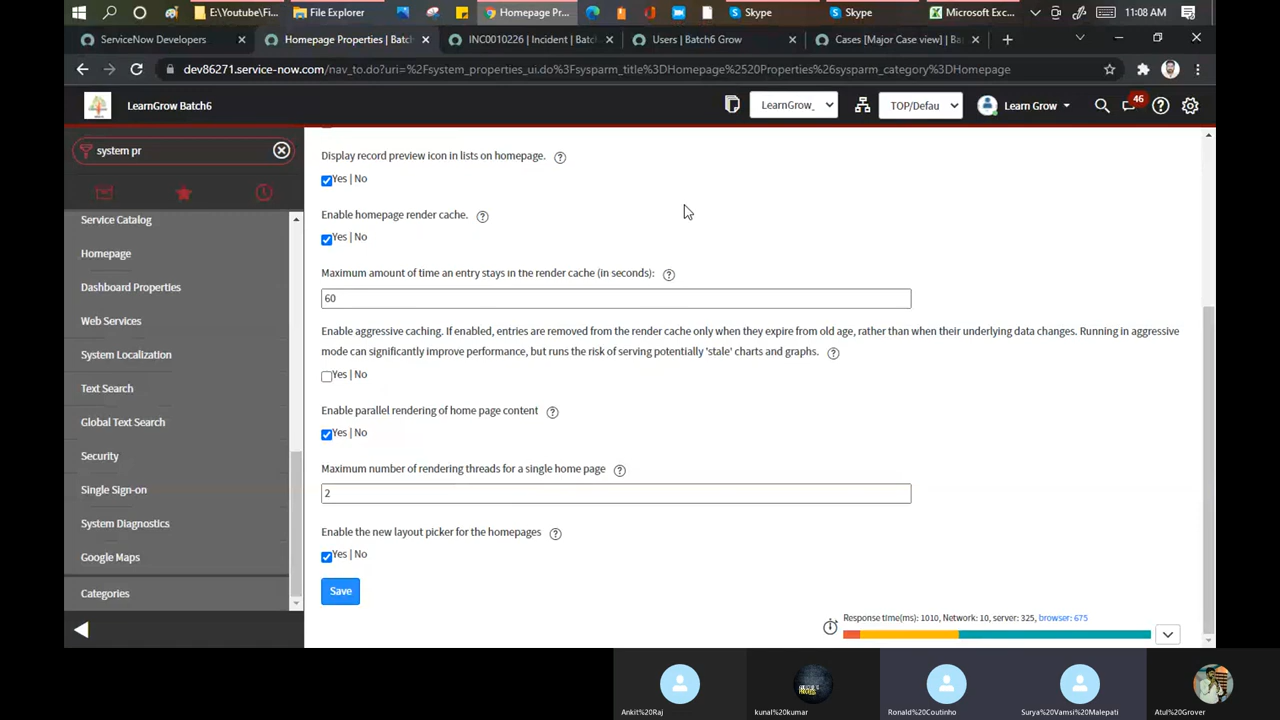 E:\Youtube\Fi...
File Explorer
Homepage Pr...
Skype
Skype
Microsoft Exc...
11:08 AM
ServiceNow Developers
Homepage Properties | Batch
INC0010226 | Incident | Batch
Users | Batch6 Grow
Cases [Major Case view] | Ba
dev86271.service-now.com/nav_to.do?uri=%2Fsystem_properties_ui.do%3Fsysparm_title%3DHomepage%2520Properties%26sysparm_category%3DHomepage
LearnGrow Batch6
LearnGrow_
TOP/Defau
Learn Grow
46
system pr
Service Catalog
Homepage
Dashboard Properties
Web Services
System Localization
Text Search
Global Text Search
Security
Single Sign-on
System Diagnostics
Google Maps
Categories
Display record preview icon in lists on homepage.
Yes | No
Enable homepage render cache.
Yes | No
Maximum amount of time an entry stays in the render cache (in seconds):
60
Enable aggressive caching. If enabled, entries are removed from the render cache only when they expire from old age, rather than when their underlying data changes. Running in aggressive
mode can significantly improve performance, but runs the risk of serving potentially 'stale' charts and graphs.
Yes | No
Enable parallel rendering of home page content
Yes | No
Maximum number of rendering threads for a single home page
2
Enable the new layout picker for the homepages
Yes | No
Save
Response time(ms): 1010, Network: 10, server: 325, browser: 675
Ankit%20Raj
kunal%20kumar
Ronald%20Coutinho
Surya%20Vamsi%20Malepati
Atul%20Grover